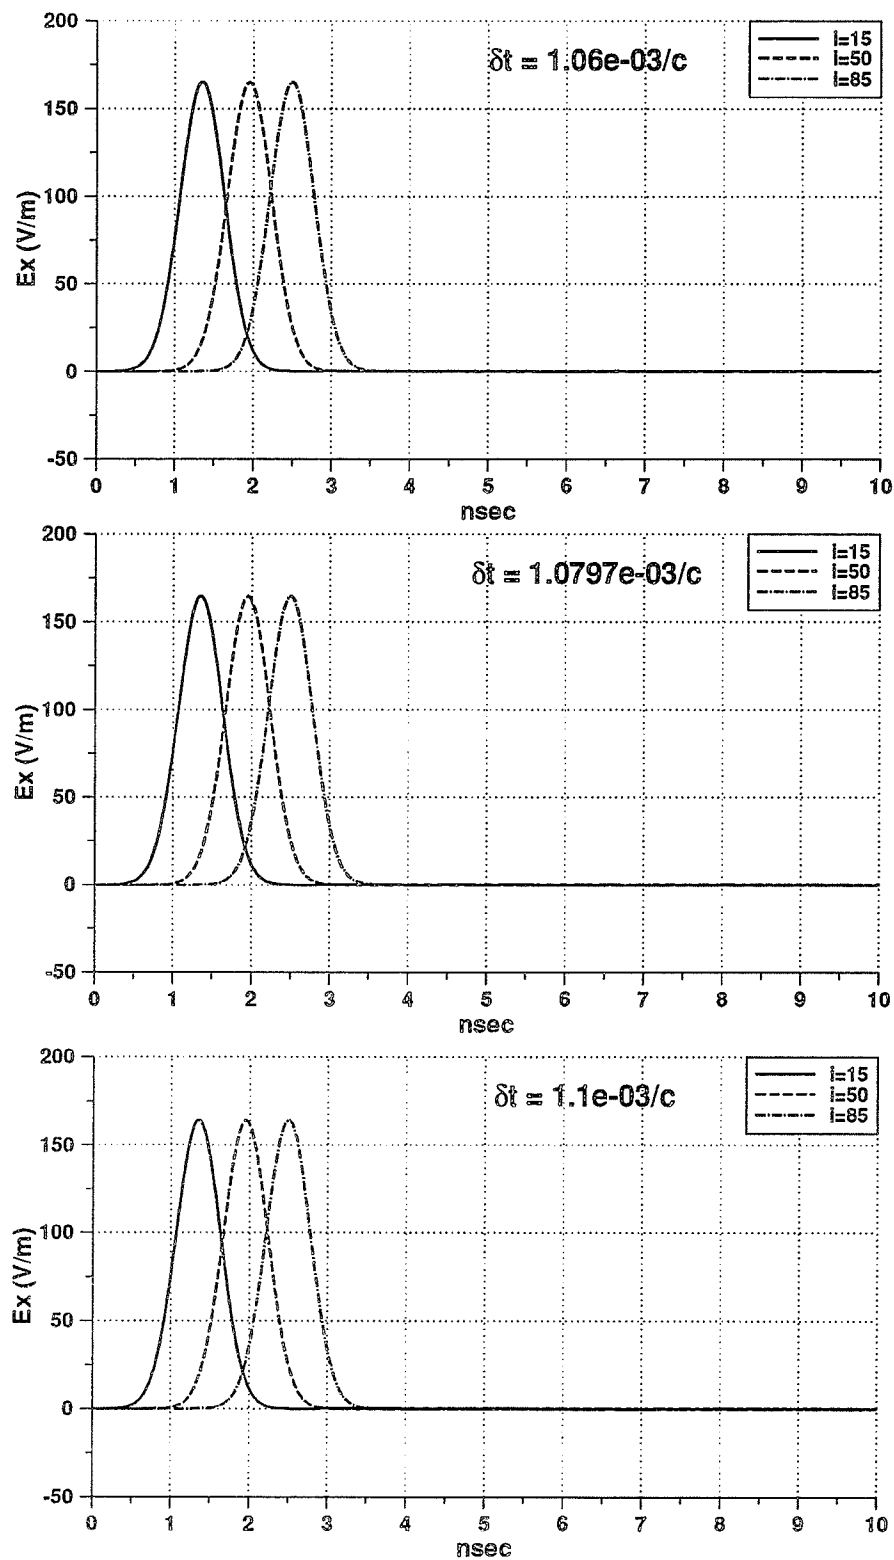 200
150
100
50
0
-50
Ex (V/m)
δt = 1.06e-03/c
i=15
i=50
i=85
0 1 2 3 4 5 6 7 8 9 10
nsec
200
150
100
50
0
-50
Ex (V/m)
δt = 1.0797e-03/c
i=15
i=50
i=85
0 1 2 3 4 5 6 7 8 9 10
nsec
200
150
100
50
0
-50
Ex (V/m)
δt = 1.1e-03/c
i=15
i=50
i=85
0 1 2 3 4 5 6 7 8 9 10
nsec